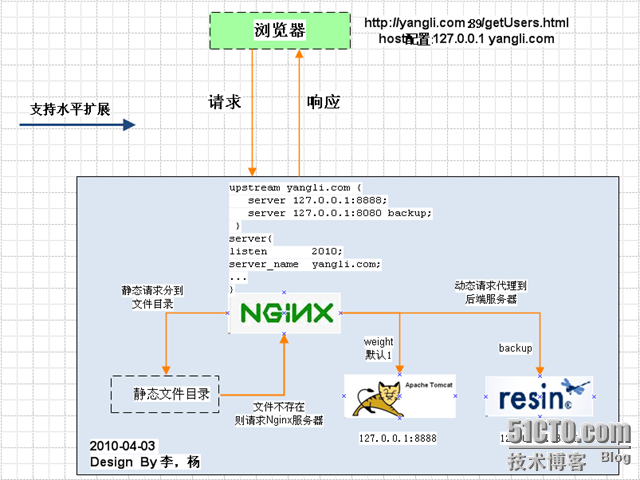 浏览器
http://yangli.com:89/getUsers.html
host配置:127.0.0.1 yangli.com
请求
响应
支持水平扩展
upstream yangli.com {
server 127.0.0.1:8888;
server 127.0.0.1:8080 backup;
}
server{
listen 2010;
server_name yangli.com;
...
}
静态请求分到
文件目录
动态请求代理到
后端服务器
NGINX
weight
默认1
backup
静态文件目录
文件不存在
则请求Nginx服务器
Apache Tomcat
resin
127.0.0.1:8888
2010-04-03
Design By 李，杨
51CTO.com
技术博客 Blog